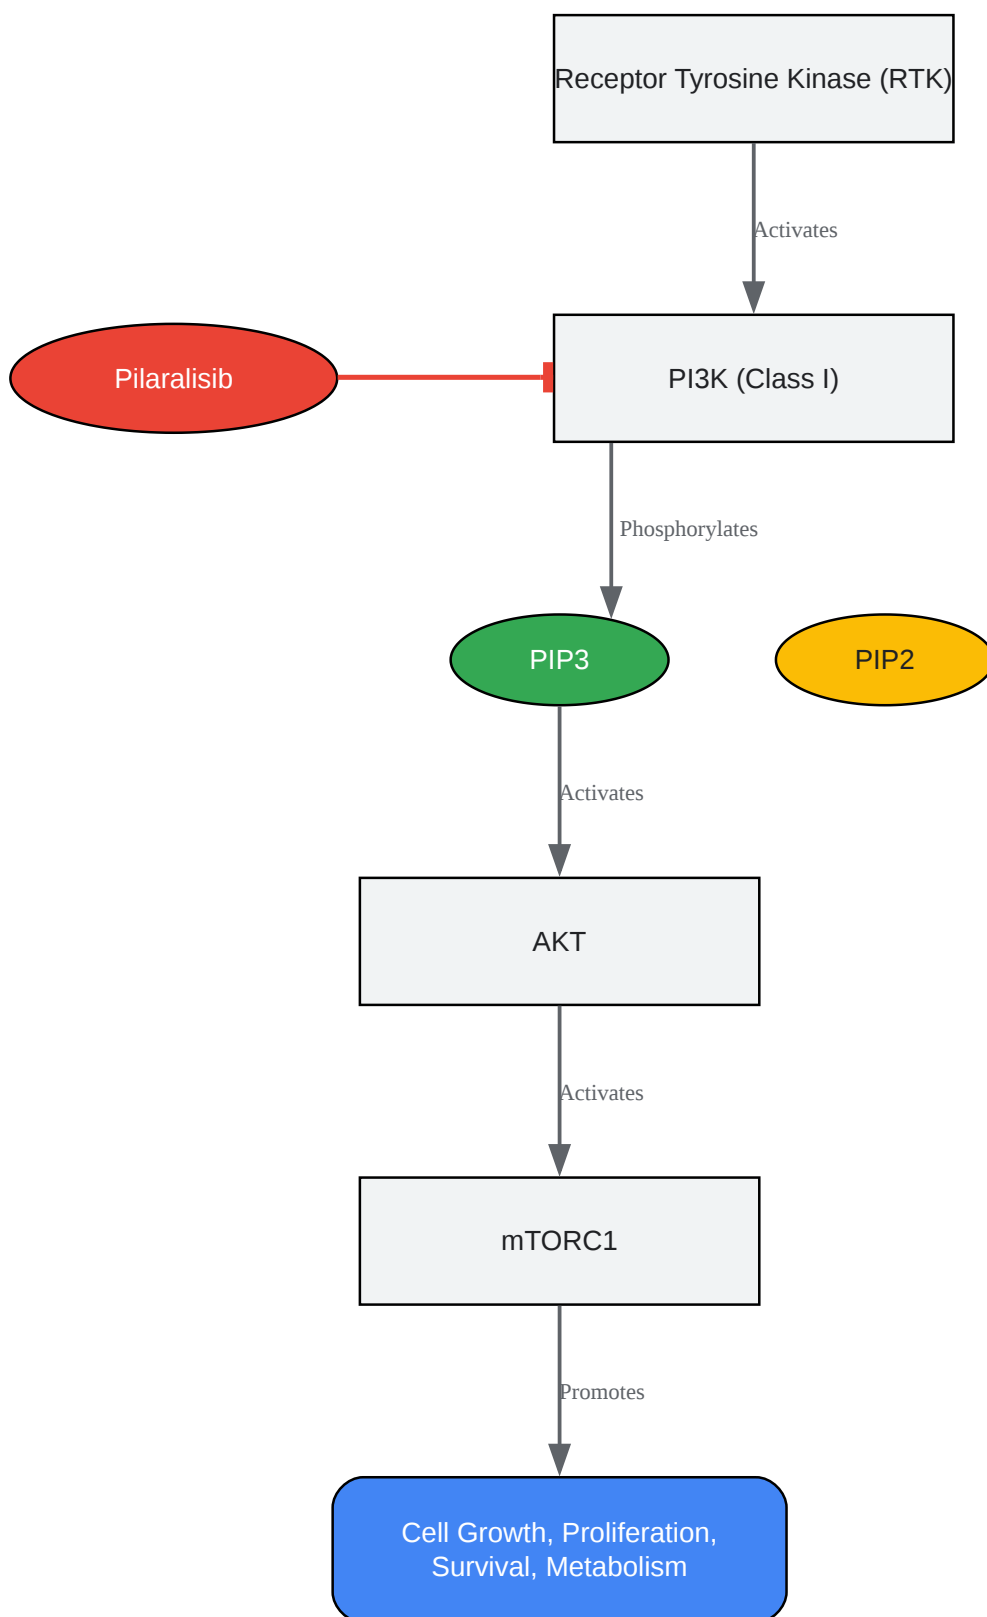 Receptor Tyrosine Kinase (RTK)
Activates
Pilaralisib
PI3K (Class I)
Phosphorylates
PIP3
PIP2
Activates
AKT
Activates
mTORC1
Promotes
Cell Growth, Proliferation,
Survival, Metabolism